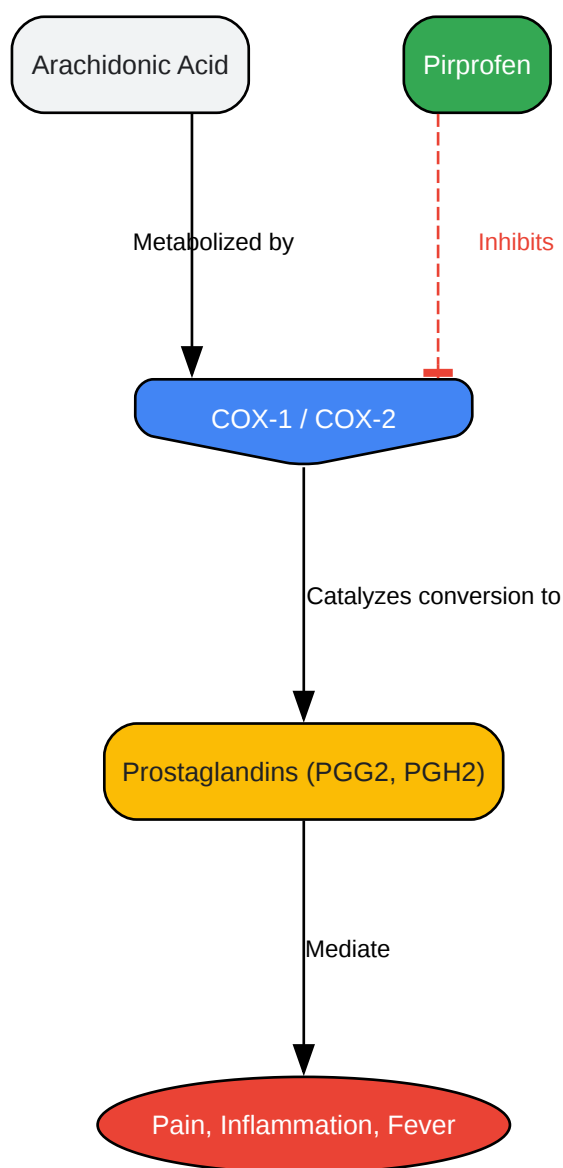 Arachidonic Acid
Pirprofen
Metabolized by
Inhibits
COX-1 / COX-2
Catalyzes conversion to
Prostaglandins (PGG2, PGH2)
Mediate
Pain, Inflammation, Fever